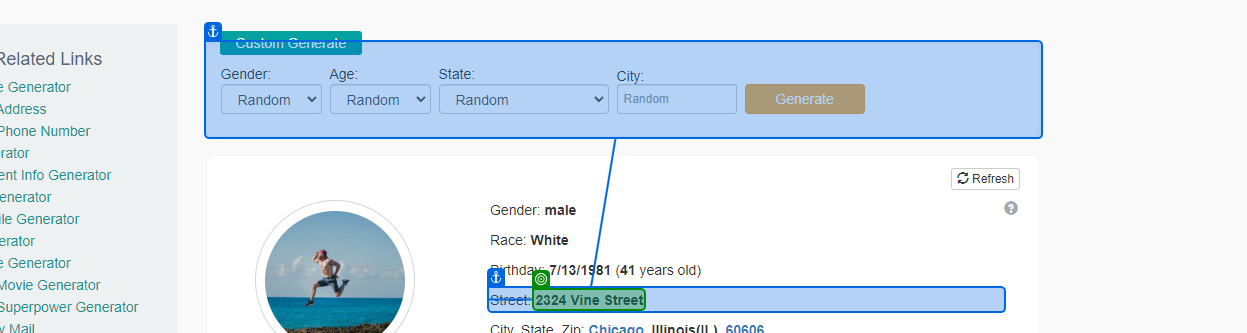 Custom Generate
Related Links
Gender: Age: State: City:
Random Random Random Random Generate
e Generator
Address
Phone Number
rator
ent Info Generator
enerator
ile Generator
erator
e Generator
Movie Generator
Superpower Generator
y Mail
Refresh
Gender: male
Race: White
Birthday: 7/13/1981 (41 years old)
Street: 2324 Vine Street
City, State, Zip: Chicago, Illinois(IL), 60606